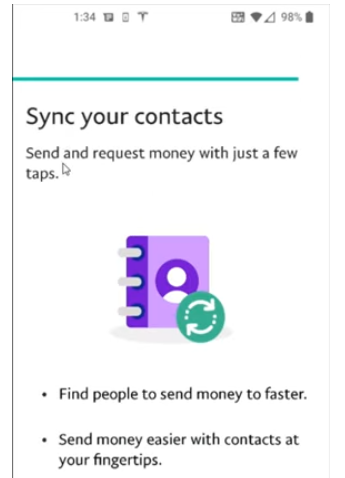 1:34 98%
Sync your contacts
Send and request money with just a few
taps.
• Find people to send money to faster.
• Send money easier with contacts at
your fingertips.